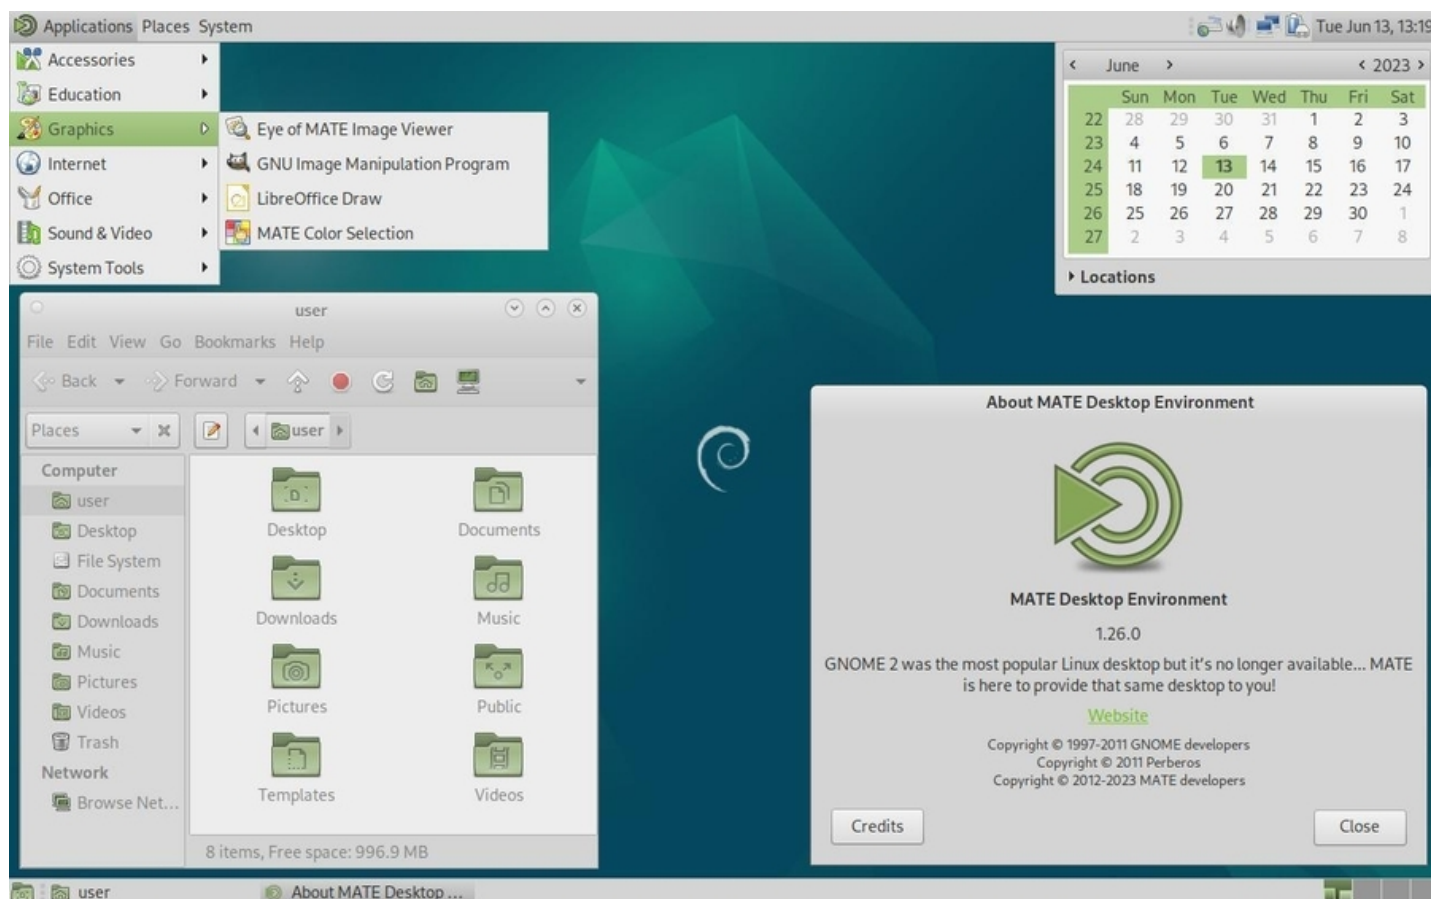 Applications Places System
Tue Jun 13, 13:19
Accessories
Education
Graphics
Internet
Office
Sound & Video
System Tools
Eye of MATE Image Viewer
GNU Image Manipulation Program
LibreOffice Draw
MATE Color Selection
June 2023
Sun Mon Tue Wed Thu Fri Sat
22 28 29 30 31 1 2 3
23 4 5 6 7 8 9 10
24 11 12 13 14 15 16 17
25 18 19 20 21 22 23 24
26 25 26 27 28 29 30 1
27 2 3 4 5 6 7 8
Locations
user
File Edit View Go Bookmarks Help
Back Forward
Places
user
Computer
user
Desktop
File System
Documents
Downloads
Music
Pictures
Videos
Trash
Network
Browse Net...
Desktop Documents
Downloads Music
Pictures Public
Templates Videos
8 items, Free space: 996.9 MB
About MATE Desktop Environment
MATE Desktop Environment
1.26.0
GNOME 2 was the most popular Linux desktop but it's no longer available... MATE
is here to provide that same desktop to you!
Website
Copyright © 1997-2011 GNOME developers
Copyright © 2011 Perberos
Copyright © 2012-2023 MATE developers
Credits Close
user About MATE Desktop ...